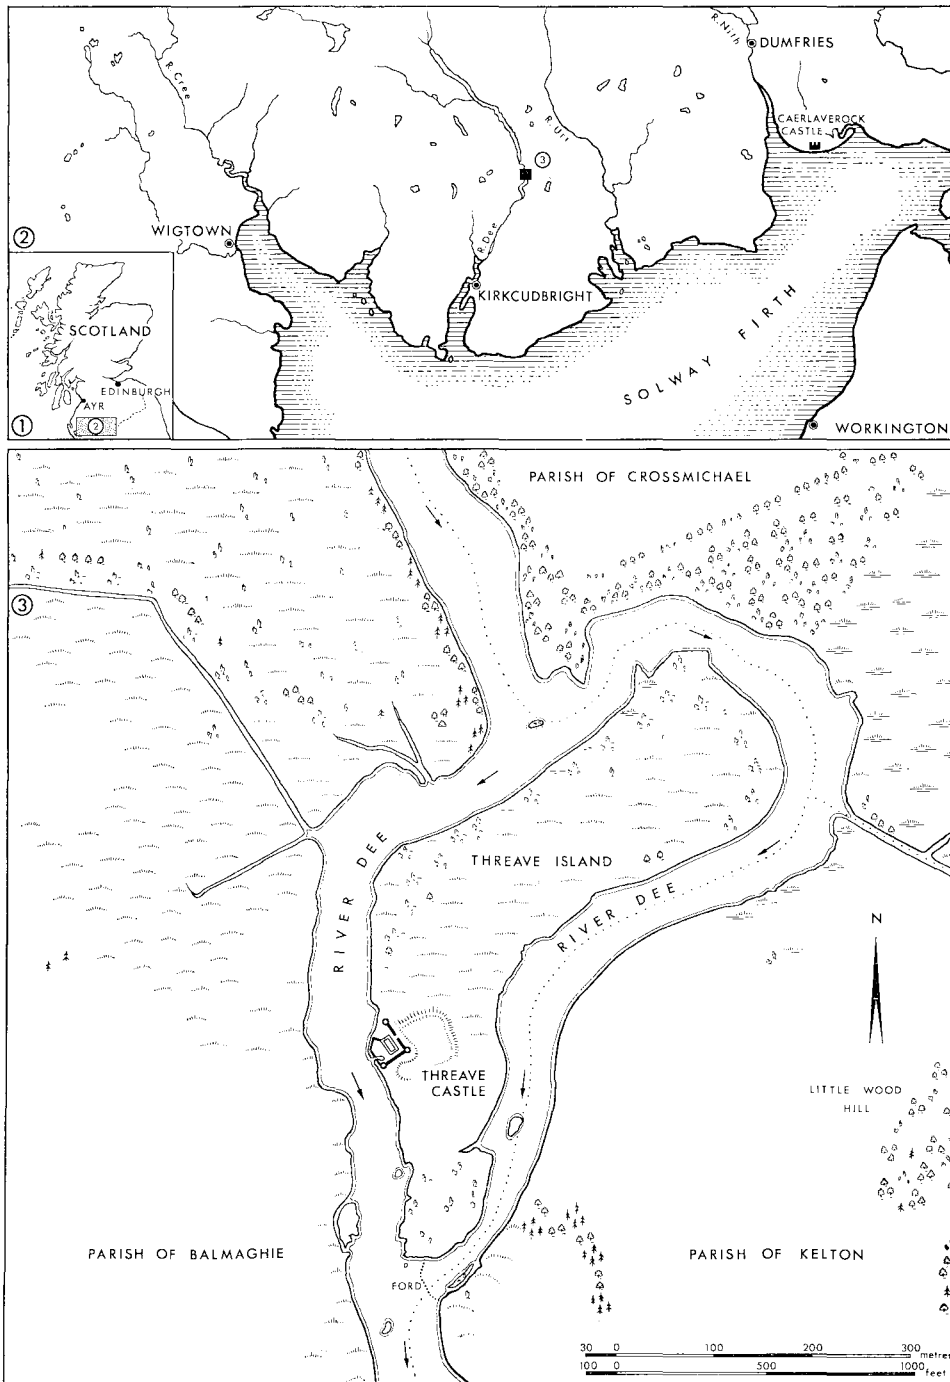 R. Nith
DUMFRIES
R. Cree
R. Urr
CAERLAVEROCK
CASTLE
3
WIGTOWN
2
R. Dee
KIRKCUDBRIGHT
SOLWAY FIRTH
SCOTLAND
EDINBURGH
AYR
2
1
WORKINGTON
PARISH OF CROSSMICHAEL
3
RIVER DEE
THREAVE ISLAND
RIVER DEE
N
THREAVE
CASTLE
LITTLE WOOD
HILL
PARISH OF BALMAGHIE
PARISH OF KELTON
FORD
30 0 100 200 300
metres
100 0 500 1000
feet